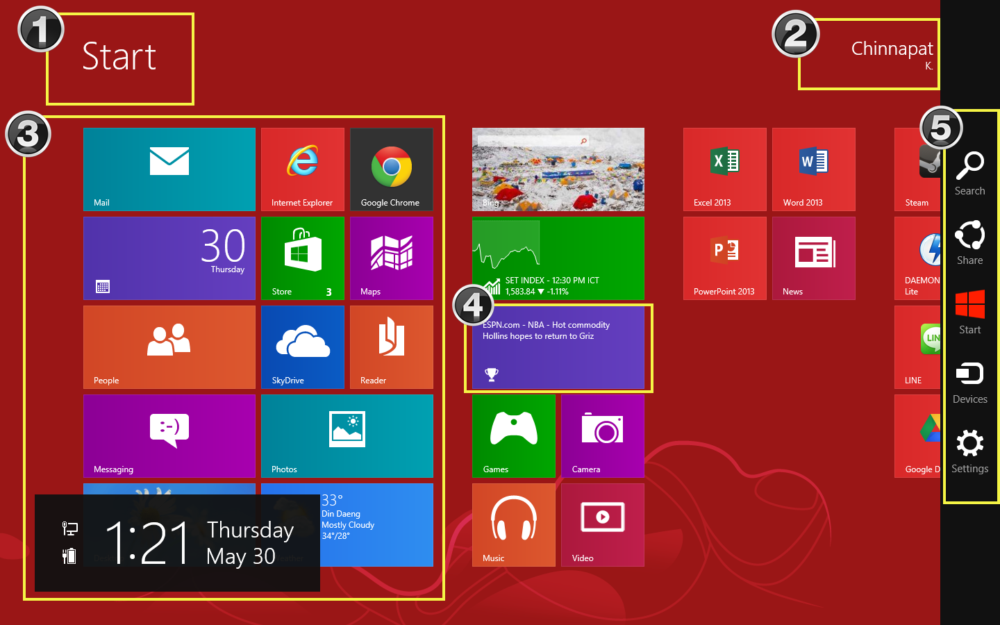 1
Start
2
Chinnapat
K.
3
Mail
Internet Explorer
Google Chrome
30
Thursday
Store
3
Maps
People
SkyDrive
Reader
:-)
Messaging
Photos
33°
Din Daeng
Mostly Cloudy
34°/28°
1:21
Thursday
May 30
Bing
SET INDEX - 12:30 PM ICT
1,583.84 ▼ -1.11%
4
ESPN.com - NBA - Hot commodity
Hollins hopes to return to Griz
Games
Camera
Music
Video
X
Excel 2013
W
Word 2013
P
PowerPoint 2013
News
Steam
DAEMON
Lite
LIN
LINE
Google D
5
Search
Share
Start
Devices
Settings